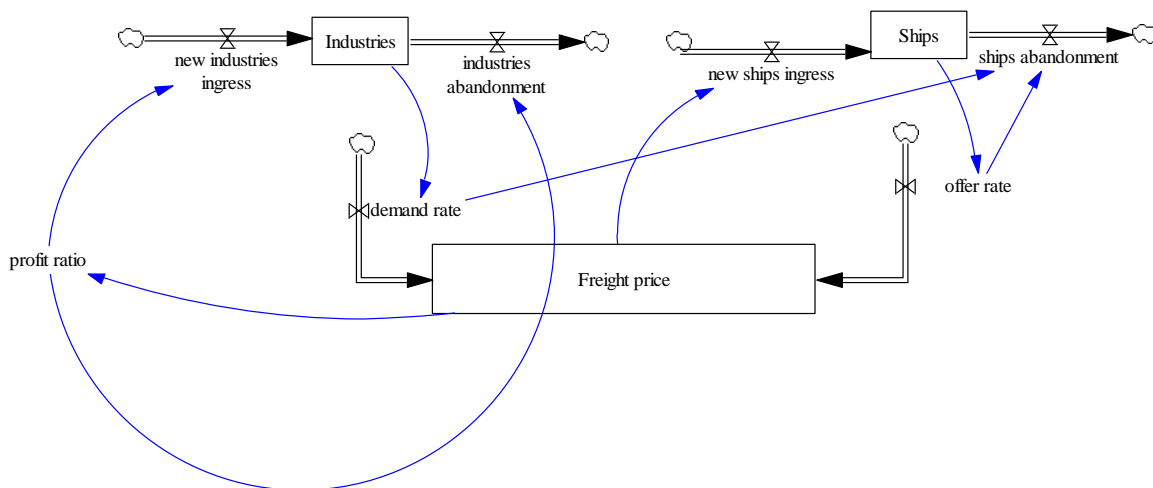 Industries
new industries
ingress
industries
abandonment
Ships
new ships ingress
ships abandonment
demand rate
offer rate
profit ratio
Freight price